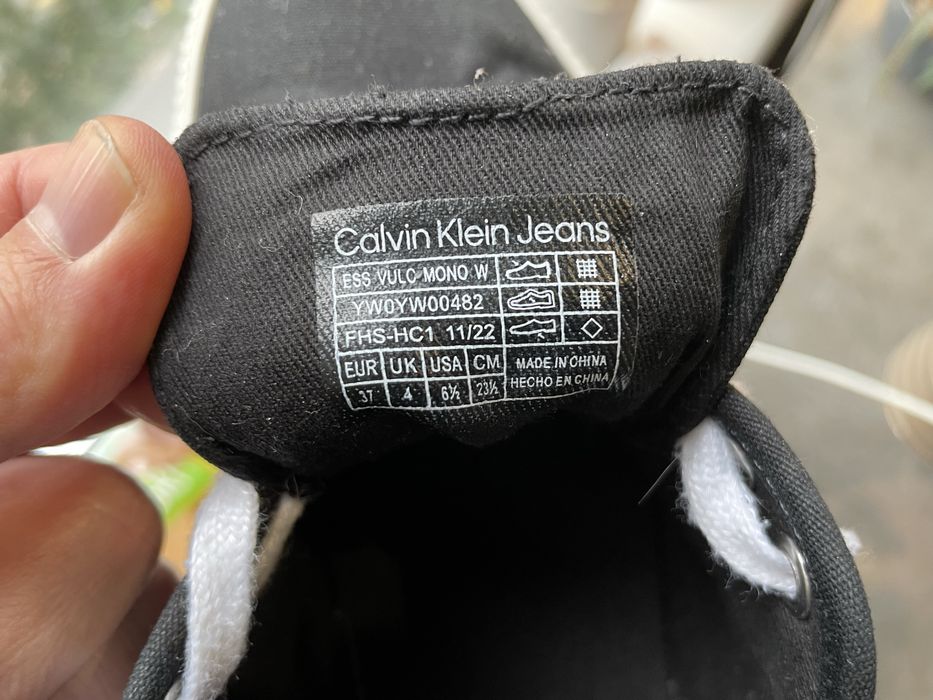 Calvin Klein Jeans
ESS VULC MONO W
YW0YW00482
FHS-HC1 11/22
EUR UK USA CM
37 4 6½ 23½
MADE IN CHINA
HECHO EN CHINA